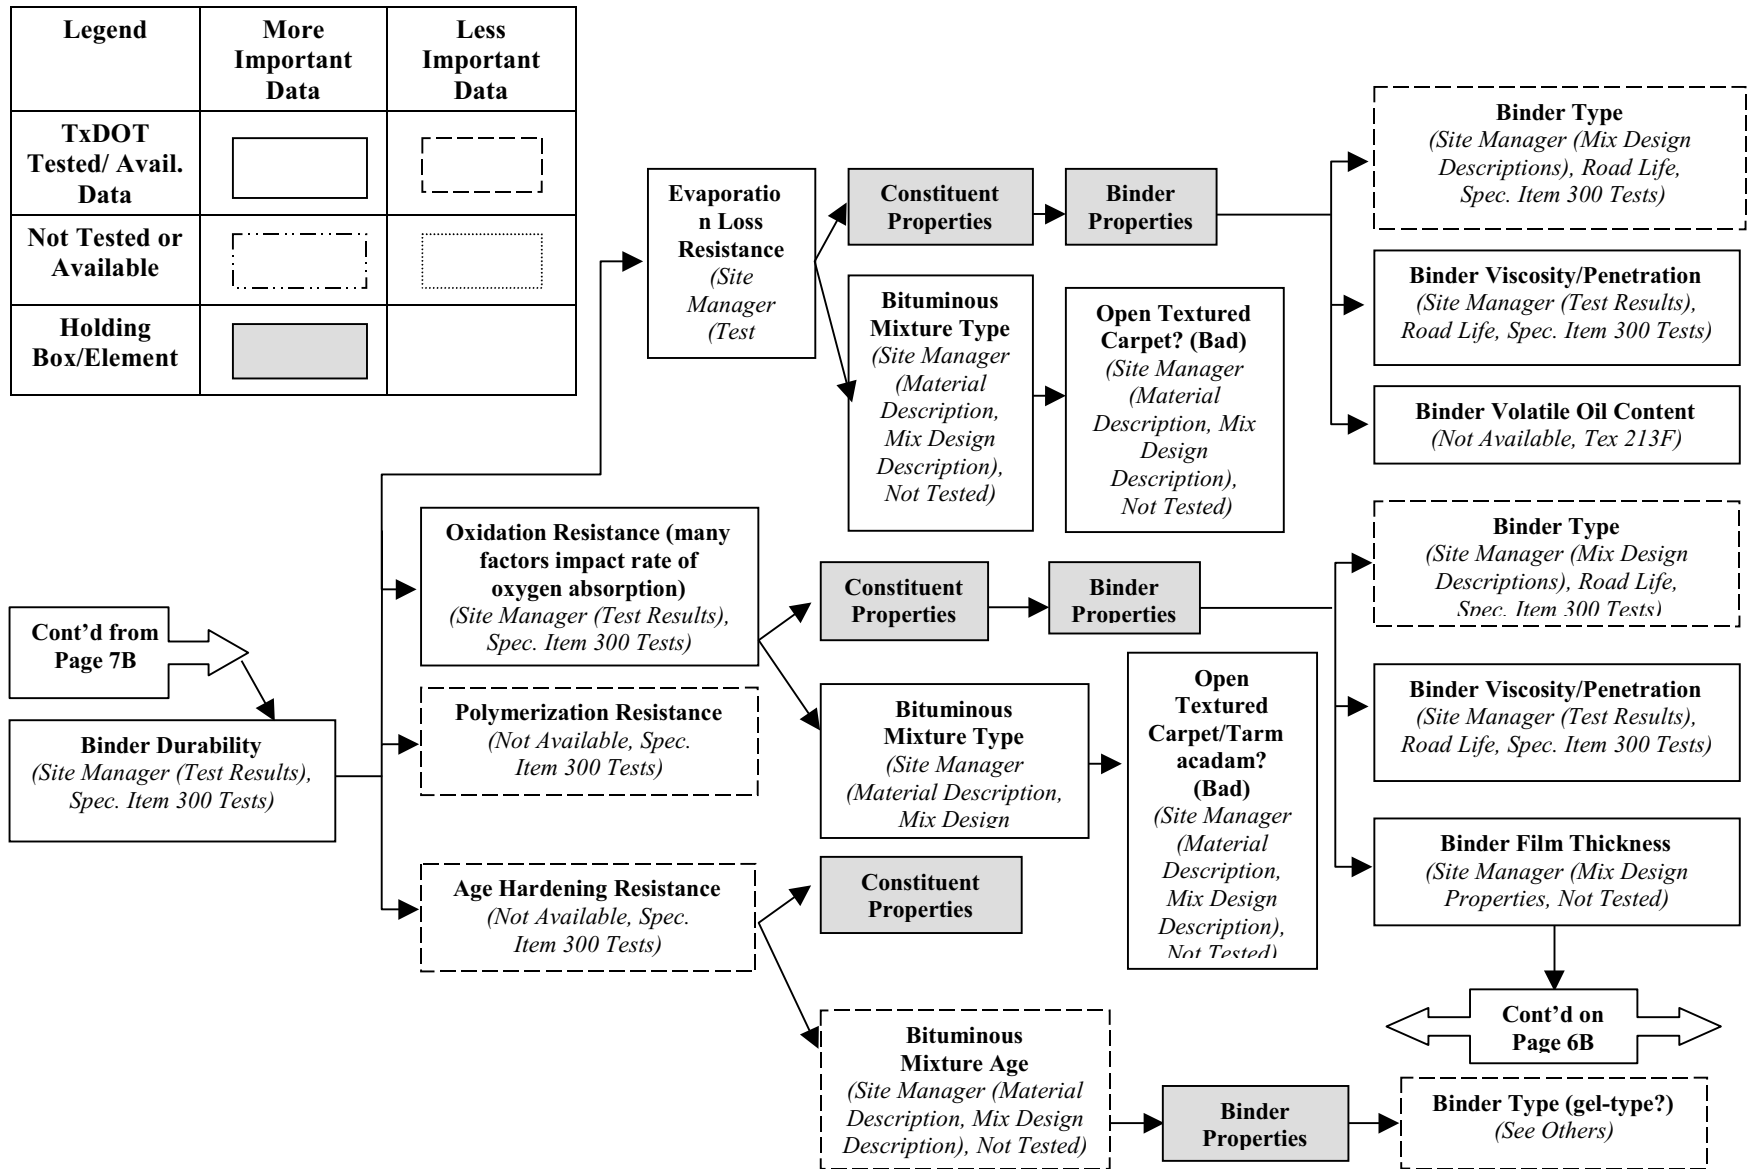 Legend
More
Important
Data
Less
Important
Data
TxDOT
Tested/ Avail.
Data
Not Tested or
Available
Holding
Box/Element
Evaporatio
n Loss
Resistance
(Site
Manager
(Test
Constituent
Properties
Binder
Properties
Binder Type
(Site Manager (Mix Design
Descriptions), Road Life,
Spec. Item 300 Tests)
Binder Viscosity/Penetration
(Site Manager (Test Results),
Road Life, Spec. Item 300 Tests)
Binder Volatile Oil Content
(Not Available, Tex 213F)
Bituminous
Mixture Type
(Site Manager
(Material
Description,
Mix Design
Description),
Not Tested)
Open Textured
Carpet? (Bad)
(Site Manager
(Material
Description, Mix
Design
Description),
Not Tested)
Cont’d from
Page 7B
Binder Durability
(Site Manager (Test Results),
Spec. Item 300 Tests)
Oxidation Resistance (many
factors impact rate of
oxygen absorption)
(Site Manager (Test Results),
Spec. Item 300 Tests)
Constituent
Properties
Binder
Properties
Binder Type
(Site Manager (Mix Design
Descriptions), Road Life,
Spec. Item 300 Tests)
Binder Viscosity/Penetration
(Site Manager (Test Results),
Road Life, Spec. Item 300 Tests)
Binder Film Thickness
(Site Manager (Mix Design
Properties, Not Tested)
Cont’d on
Page 6B
Bituminous
Mixture Type
(Site Manager
(Material Description,
Mix Design
Open
Textured
Carpet/Tarm
acadam?
(Bad)
(Site Manager
(Material
Description,
Mix Design
Description),
Not Tested)
Polymerization Resistance
(Not Available, Spec.
Item 300 Tests)
Age Hardening Resistance
(Not Available, Spec.
Item 300 Tests)
Constituent
Properties
Bituminous
Mixture Age
(Site Manager (Material
Description, Mix Design
Description), Not Tested)
Binder
Properties
Binder Type (gel-type?)
(See Others)